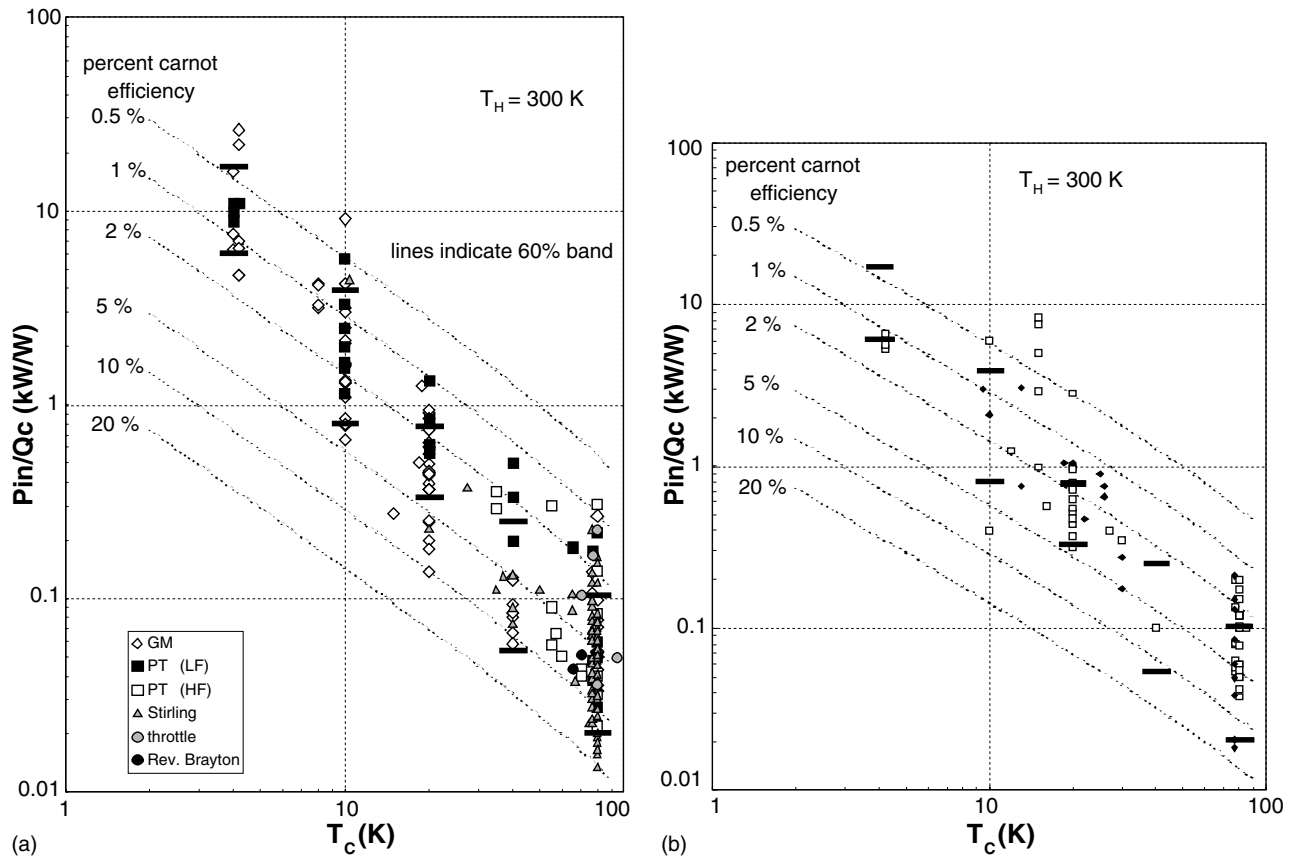 100
percent carnot
efficiency
T_H = 300 K
0.5 %
1 %
10
2 %
lines indicate 60% band
5 %
10 %
1
20 %
Pin/Qc (kW/W)
0.1
GM
PT (LF)
PT (HF)
Stirling
throttle
Rev. Brayton
0.01
1
10
100
(a)
T_C(K)
100
percent carnot
efficiency
T_H = 300 K
0.5 %
1 %
10
2 %
5 %
10 %
1
20 %
Pin/Qc (kW/W)
0.1
0.01
1
10
100
(b)
T_C(K)